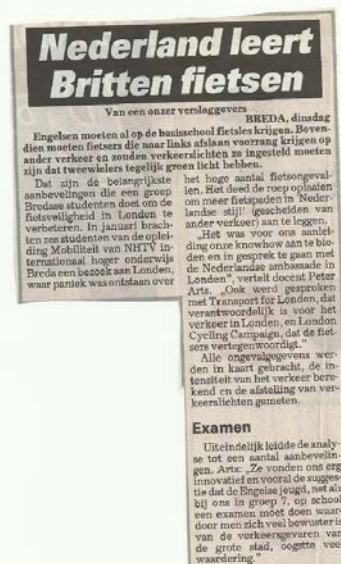 Nederland leert
Britten fietsen
Van een onzer verslaggevers
BREDA, dinsdag
Engelsen moeten al op de basisschool fietsles krijgen. Boven-
dien moeten fietsers die naar links afslaan voorrang krijgen op
ander verkeer en zouden verkeerslichten zo ingesteld moeten
zijn dat tweewielers tegelijk groen licht hebben.
Dat zijn de belangrijkste
aanbevelingen die een groep
Bredase studenten doet om de
fietsveiligheid in Londen te
verbeteren. In januari brach-
ten zes studenten van de oplei-
ding Mobiliteit van NHTV in-
ternationaal hoger onderwijs
Breda een bezoek aan Londen,
waar paniek was ontstaan over
het hoge aantal fietsongeval-
len. Het deed de roep oplaaien
om meer fietspaden in 'Neder-
landse stijl' (gescheiden van
ander verkeer) aan te leggen.
„Het was voor ons aanlei-
ding onze knowhow aan te bie-
den en in gesprek te gaan met
de Nederlandse ambassade in
Londen", vertelt docent Peter
Arts. „Ook werd gesproken
met Transport for London, dat
verantwoordelijk is voor het
verkeer in Londen, en London
Cycling Campaign, dat de fiet-
sers vertegenwoordigt."
Alle ongevalgegevens wer-
den in kaart gebracht, de in-
tensiteit van het verkeer bere-
kend en de afstelling van ver-
keerslichten gemeten.
Examen
Uiteindelijk leidde de analy-
se tot een aantal aanbevelin-
gen. Arts: „Ze vonden ons erg
innovatief en vooral de sugges-
tie dat de Engelse jeugd, net als
bij ons in groep 7, op school
een examen moet doen waar-
door men zich veel bewuster is
van de verkeersgevaren van
de grote stad, oogstte veel
waardering."